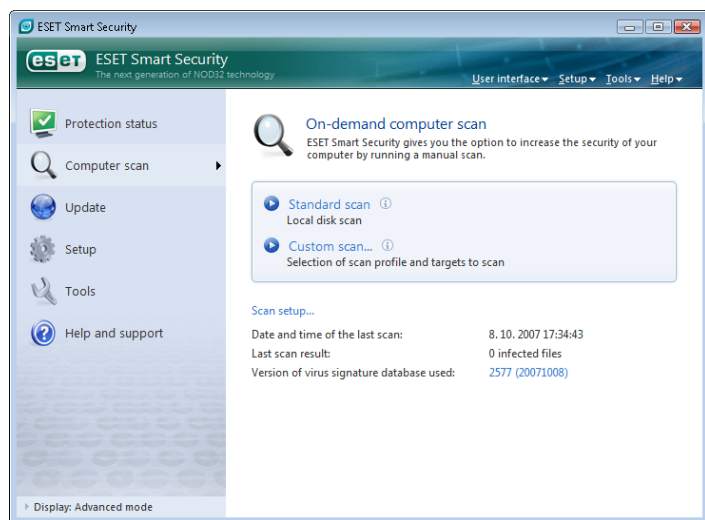 ESET Smart Security
eseT ESET Smart Security
The next generation of NOD32 technology
User interface Setup Tools Help
Protection status
Computer scan
Update
Setup
Tools
Help and support
Display: Advanced mode
On-demand computer scan
ESET Smart Security gives you the option to increase the security of your
computer by running a manual scan.
Standard scan
Local disk scan
Custom scan...
Selection of scan profile and targets to scan
Scan setup...
Date and time of the last scan: 8. 10. 2007 17:34:43
Last scan result: 0 infected files
Version of virus signature database used: 2577 (20071008)